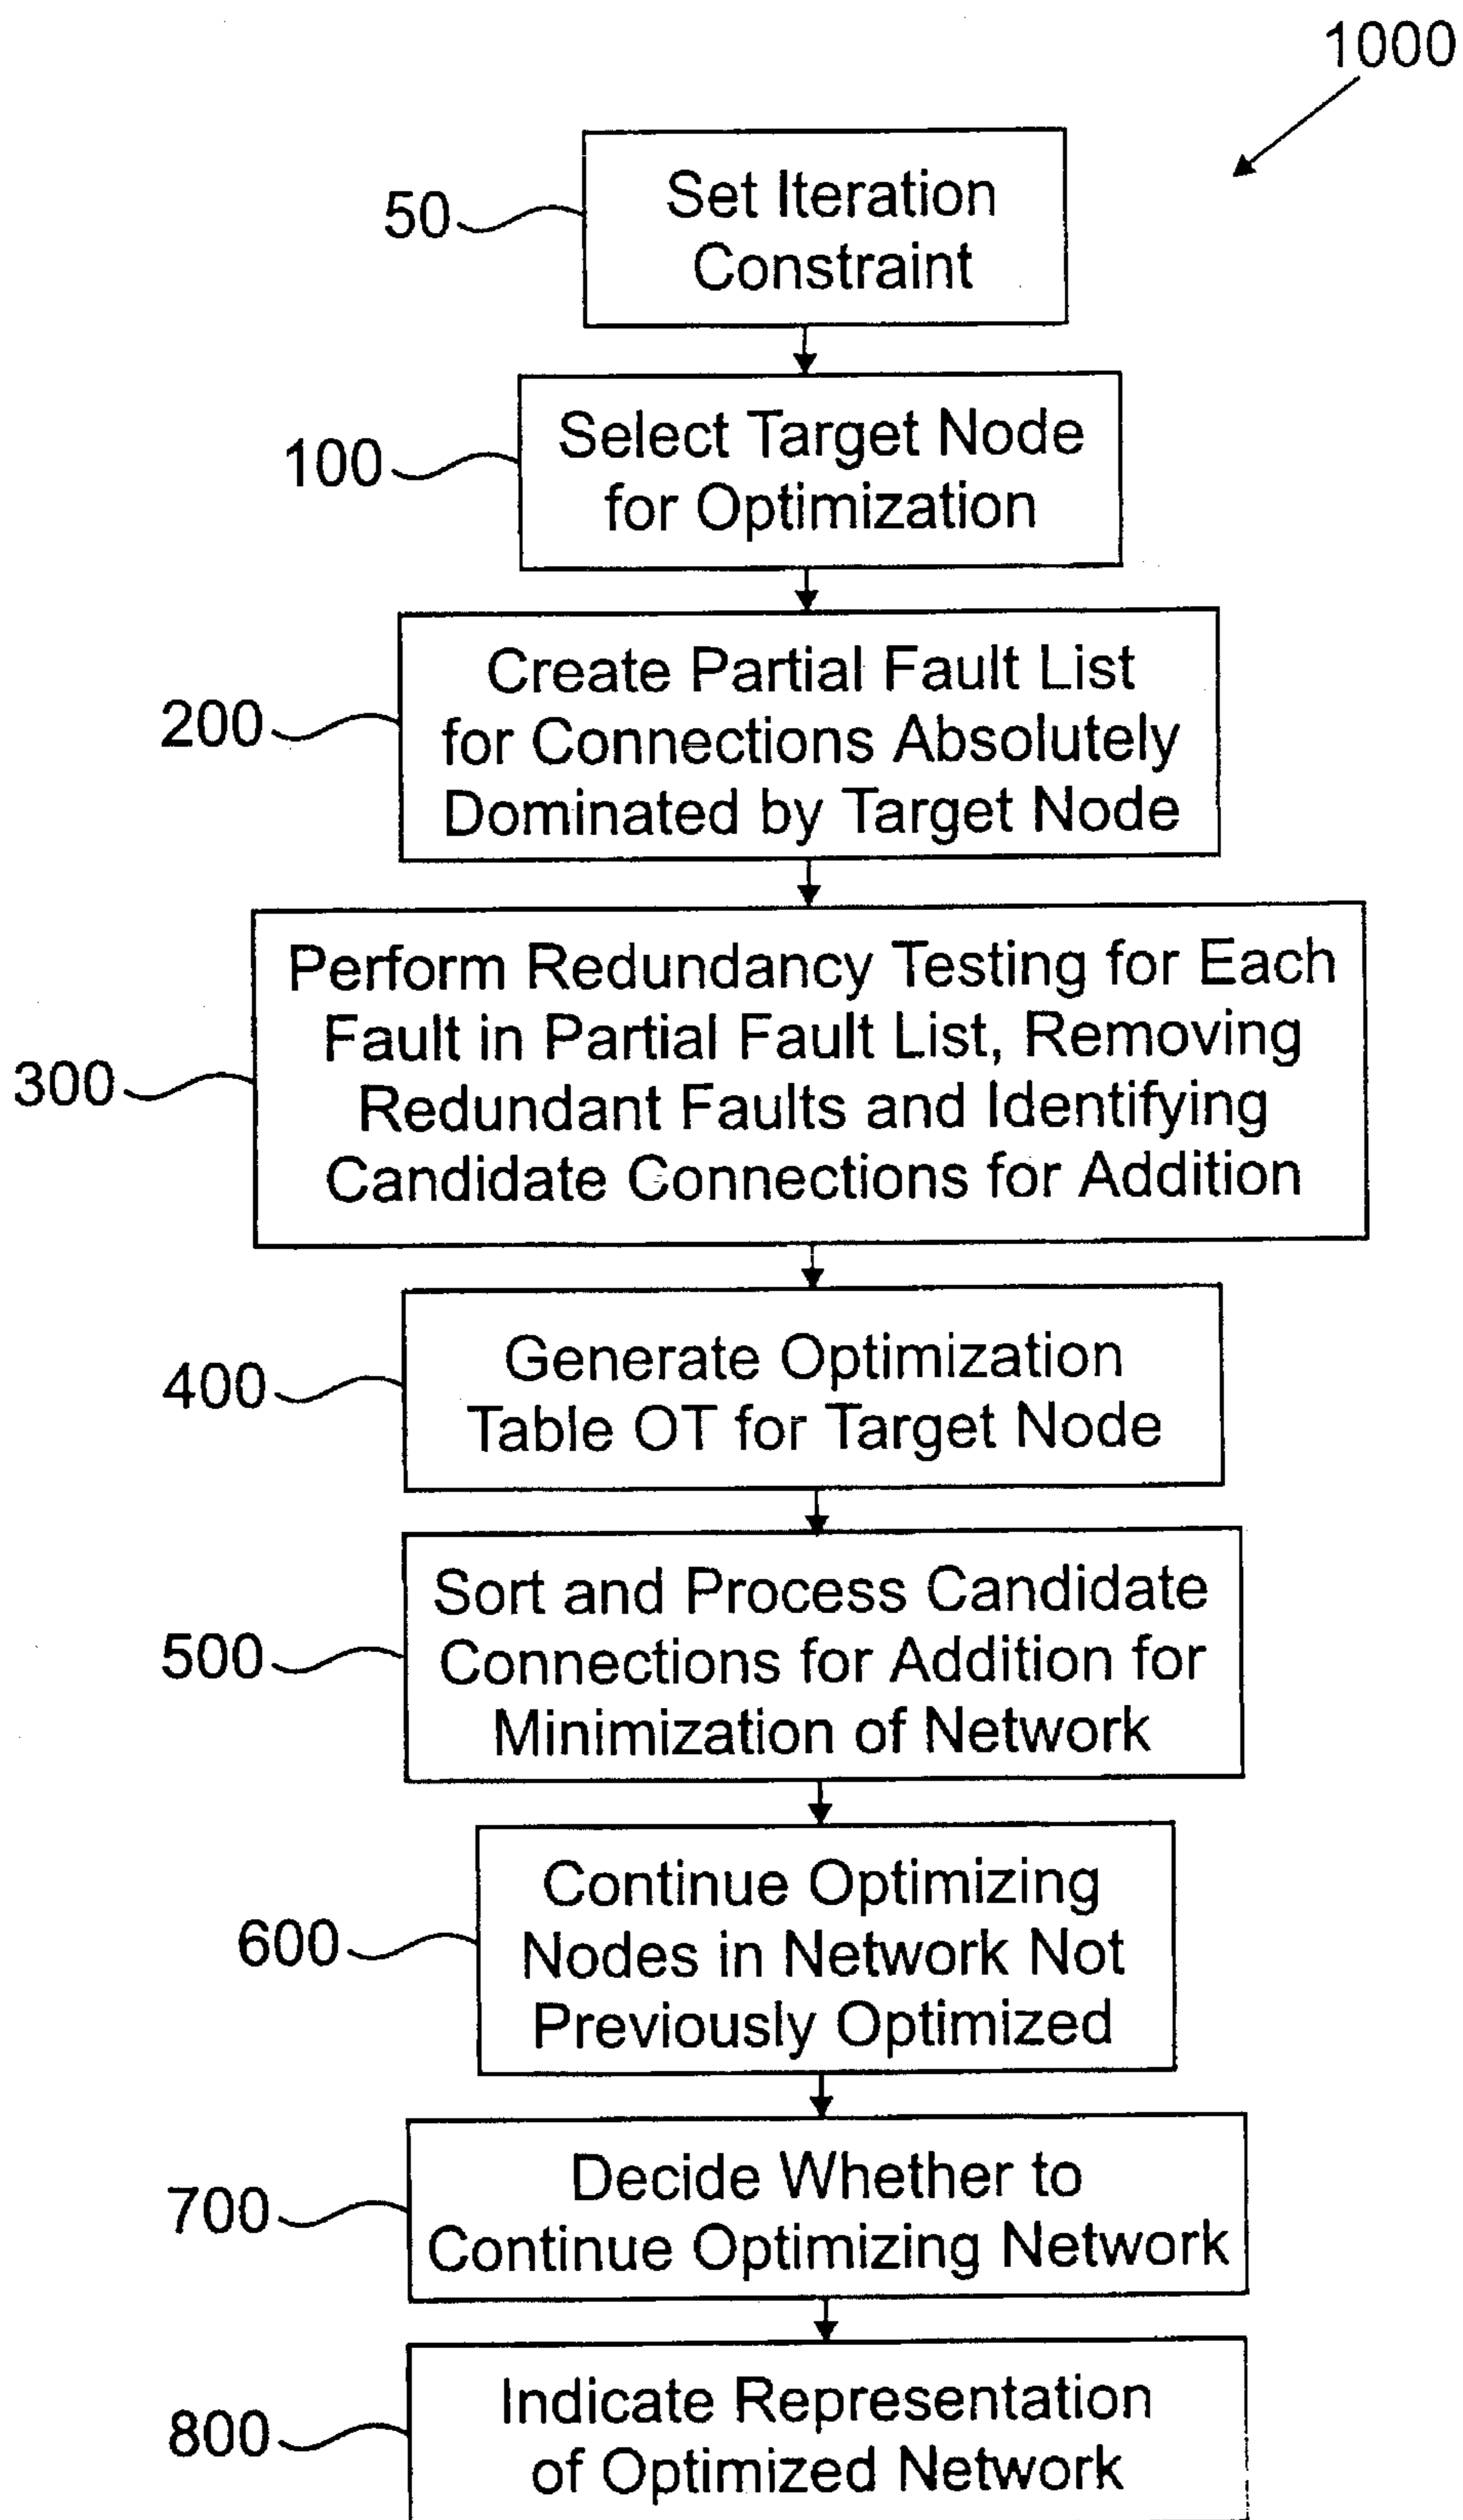 1000
50
Set Iteration
Constraint
100
Select Target Node
for Optimization
200
Create Partial Fault List
for Connections Absolutely
Dominated by Target Node
300
Perform Redundancy Testing for Each
Fault in Partial Fault List, Removing
Redundant Faults and Identifying
Candidate Connections for Addition
400
Generate Optimization
Table OT for Target Node
500
Sort and Process Candidate
Connections for Addition for
Minimization of Network
600
Continue Optimizing
Nodes in Network Not
Previously Optimized
700
Decide Whether to
Continue Optimizing Network
800
Indicate Representation
of Optimized Network